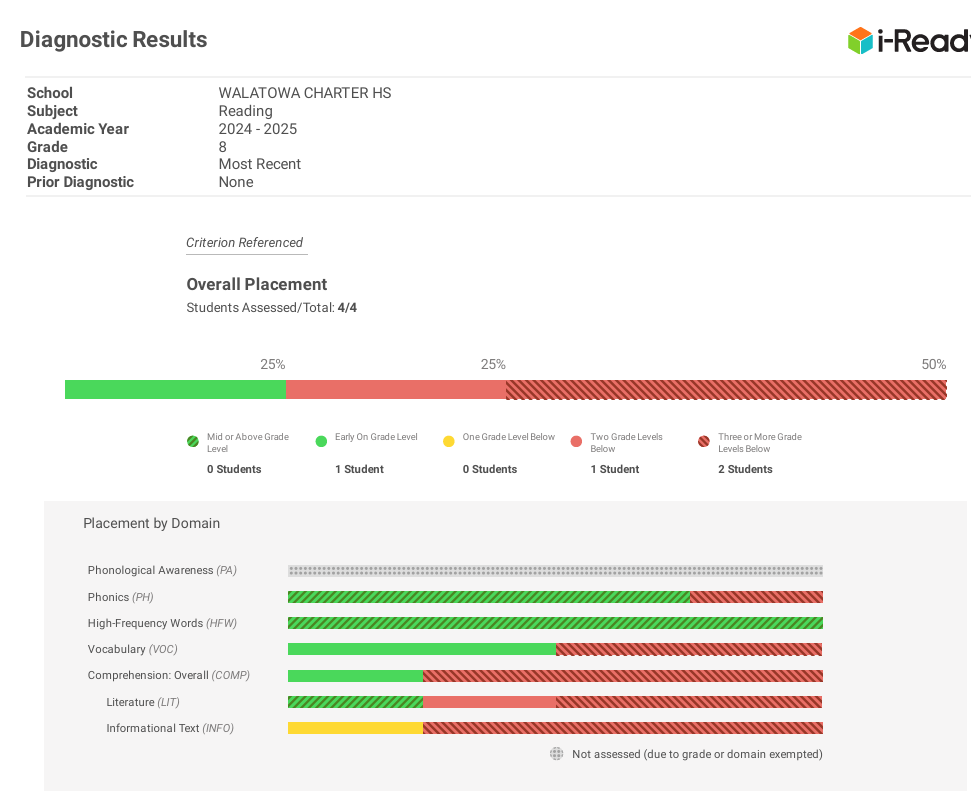 Diagnostic Results
i-Ready
School WALATOWA CHARTER HS
Subject Reading
Academic Year 2024 - 2025
Grade 8
Diagnostic Most Recent
Prior Diagnostic None
Criterion Referenced
Overall Placement
Students Assessed/Total: 4/4
25% 25% 50%
Mid or Above Grade Level
0 Students
Early On Grade Level
1 Student
One Grade Level Below
0 Students
Two Grade Levels Below
1 Student
Three or More Grade Levels Below
2 Students
Placement by Domain
Phonological Awareness (PA)
Phonics (PH)
High-Frequency Words (HFW)
Vocabulary (VOC)
Comprehension: Overall (COMP)
Literature (LIT)
Informational Text (INFO)
Not assessed (due to grade or domain exempted)